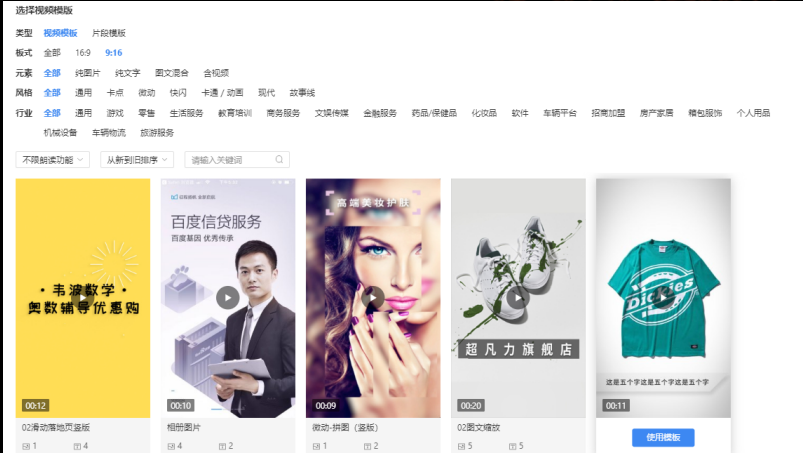 选择视频模版
类型 视频模板 片段模版
板式 全部 16:9 9:16
元素 全部 纯图片 纯文字 图文混合 含视频
风格 全部 通用 卡点 微动 快闪 卡通/动画 现代 故事线
行业 全部 通用 游戏 零售 生活服务 教育培训 商务服务 文娱传媒 金融服务 药品/保健品 化妆品 软件 车辆平台 招商加盟 房产家居 箱包服饰 个人用品
机械设备 车辆物流 旅游服务
不限朗读功能 从新到旧排序 请输入关键词
·韦波数学·
奥数辅导优惠购
00:12
02滑动落地页竖版
1 4
百度信贷服务
百度基因 优秀传承
00:10
相册图片
4 2
高端美妆护肤
00:09
微动-拼图（竖版）
1 2
超凡力旗舰店
00:20
02图文缩放
5 5
Dickies
这是五个字这是五个字这是五个字
00:11
使用模板